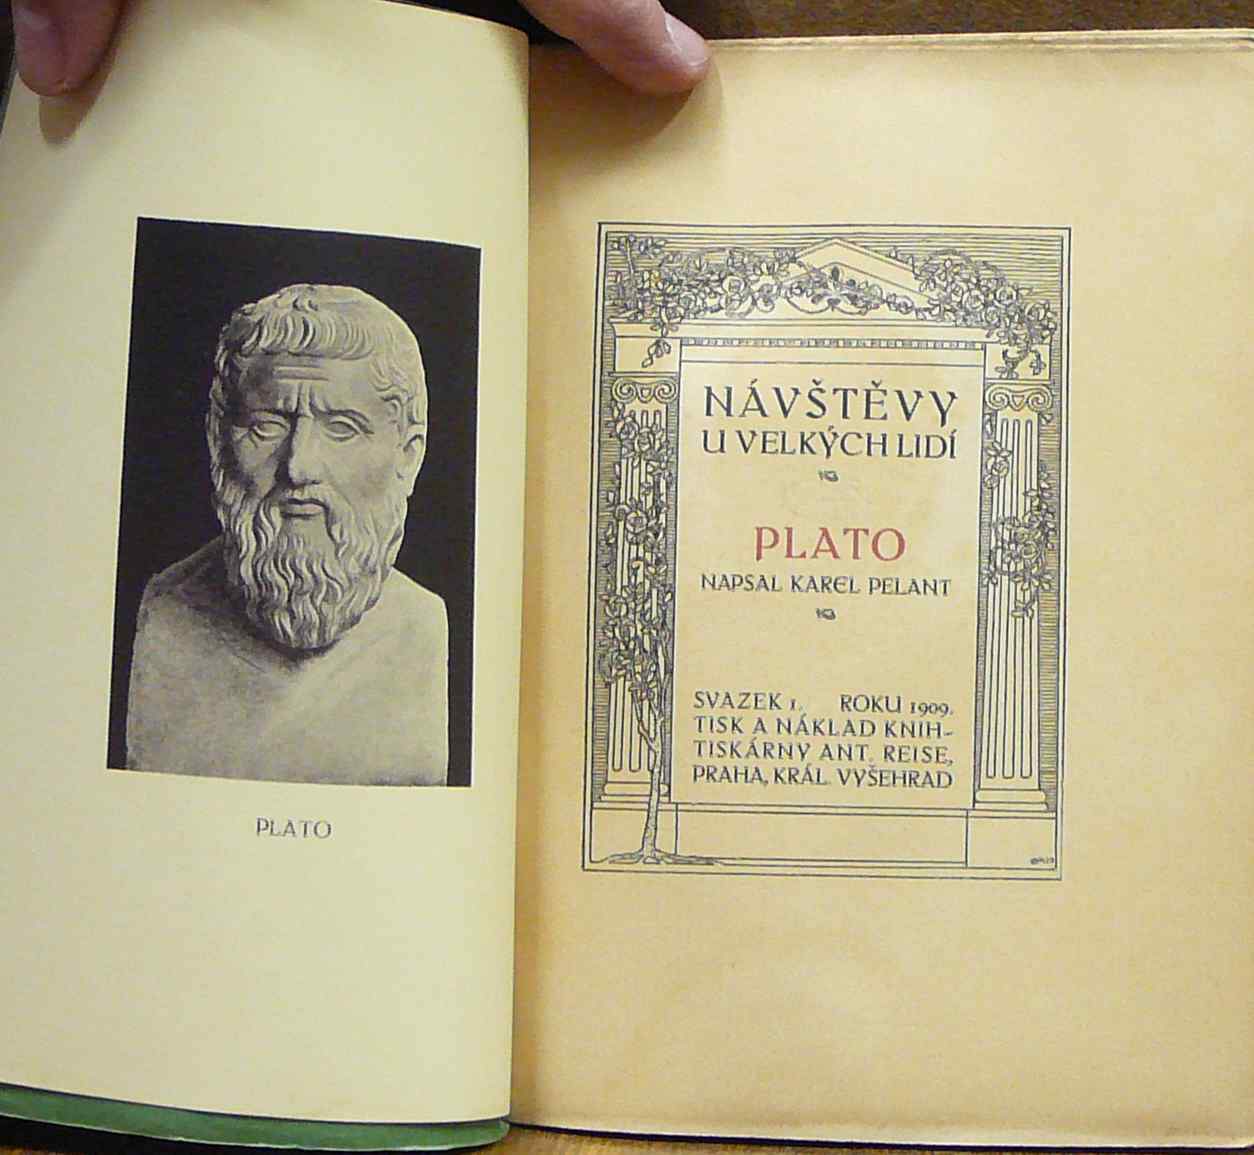 PLATO
NÁVŠTĚVY
U VELKÝCH LIDÍ
PLATO
NAPSAL KAREL PELANT
SVAZEK 1. ROKU 1909.
TISK A NÁKLAD KNIH-
TISKÁRNY ANT. REISE,
PRAHA, KRÁL. VYŠEHRAD